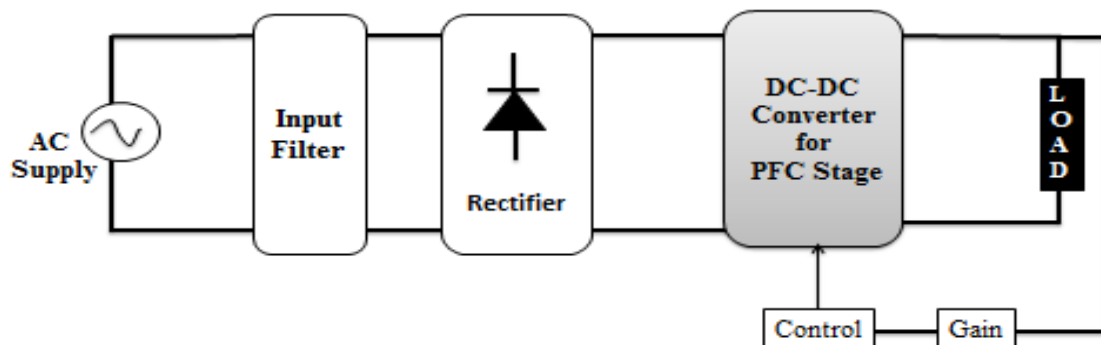 AC
Supply
Input
Filter
Rectifier
DC-DC
Converter
for
PFC Stage
L
O
A
D
Control
Gain